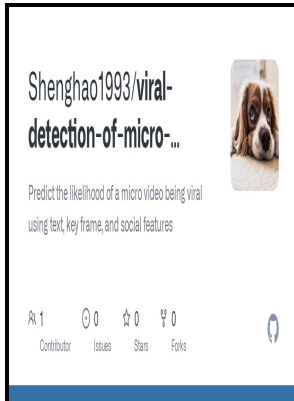 Shenghao1993/viral-
detection-of-micro-...
Predict the likelihood of a micro video being viral
using text, key frame, and social features
1 0 0 0
Contributor Issues Stars Forks